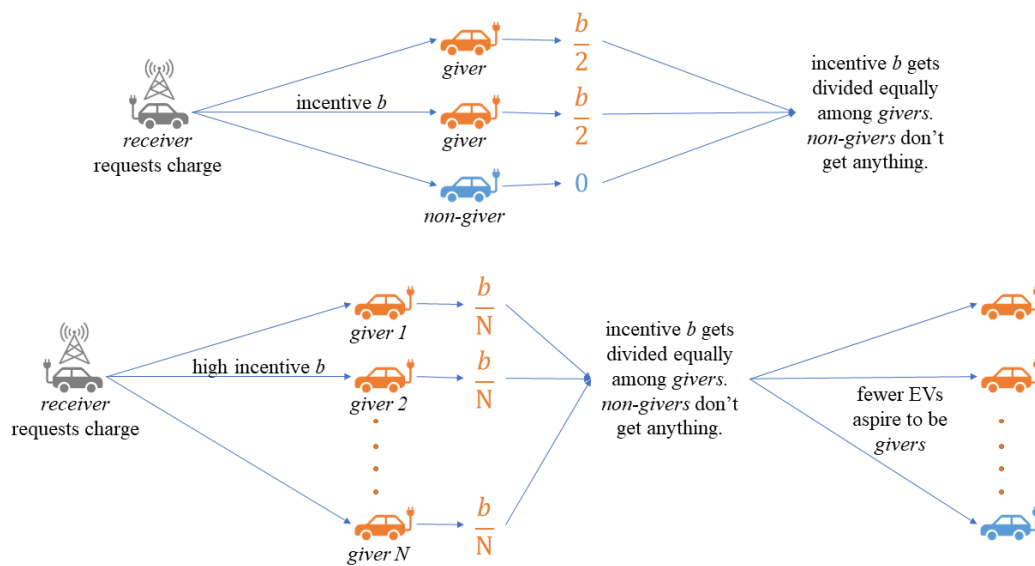 giver
b
2
receiver
requests charge
incentive b
giver
b
2
incentive b gets
divided equally
among givers.
non-givers don’t
get anything.
non-giver
0
giver 1
b
N
receiver
requests charge
high incentive b
giver 2
b
N
giver N
b
N
incentive b gets
divided equally
among givers.
non-givers don’t
get anything.
fewer EVs
aspire to be
givers